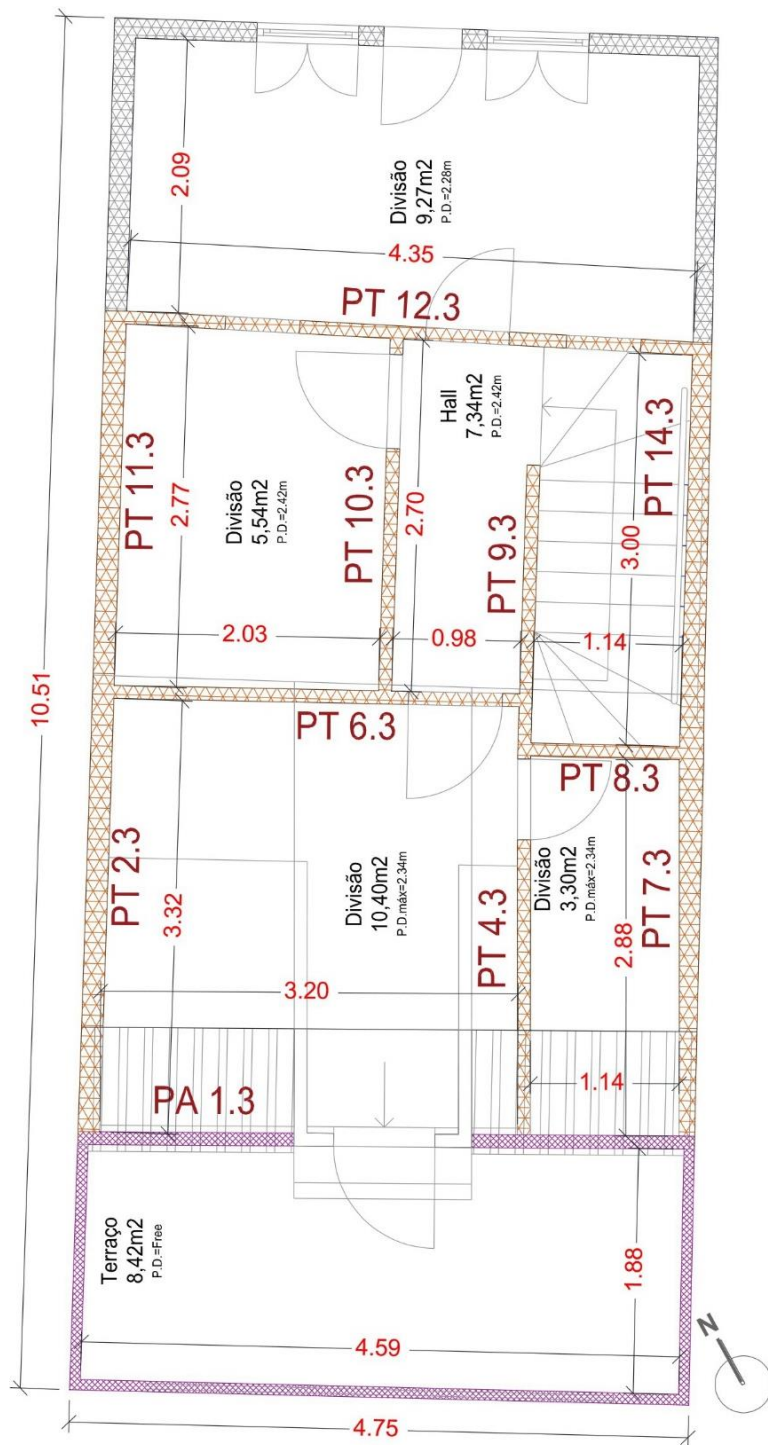 2.09
Divisão
9,27m2
P.D.=2.28m
4.35
PT 12.3
Hall
7,34m2
P.D.=2.42m
PT 11.3
2.77
Divisão
5,54m2
P.D.=2.42m
PT 10.3
2.70
PT 9.3
3.00
PT 14.3
2.03
0.98
1.14
10.51
PT 6.3
PT 8.3
PT 2.3
3.32
Divisão
10,40m2
P.D.máx=2.34m
PT 4.3
Divisão
3,30m2
P.D.máx=2.34m
2.88
PT 7.3
3.20
1.14
PA 1.3
Terraço
8,42m2
P.D.=Free
1.88
4.59
N
4.75